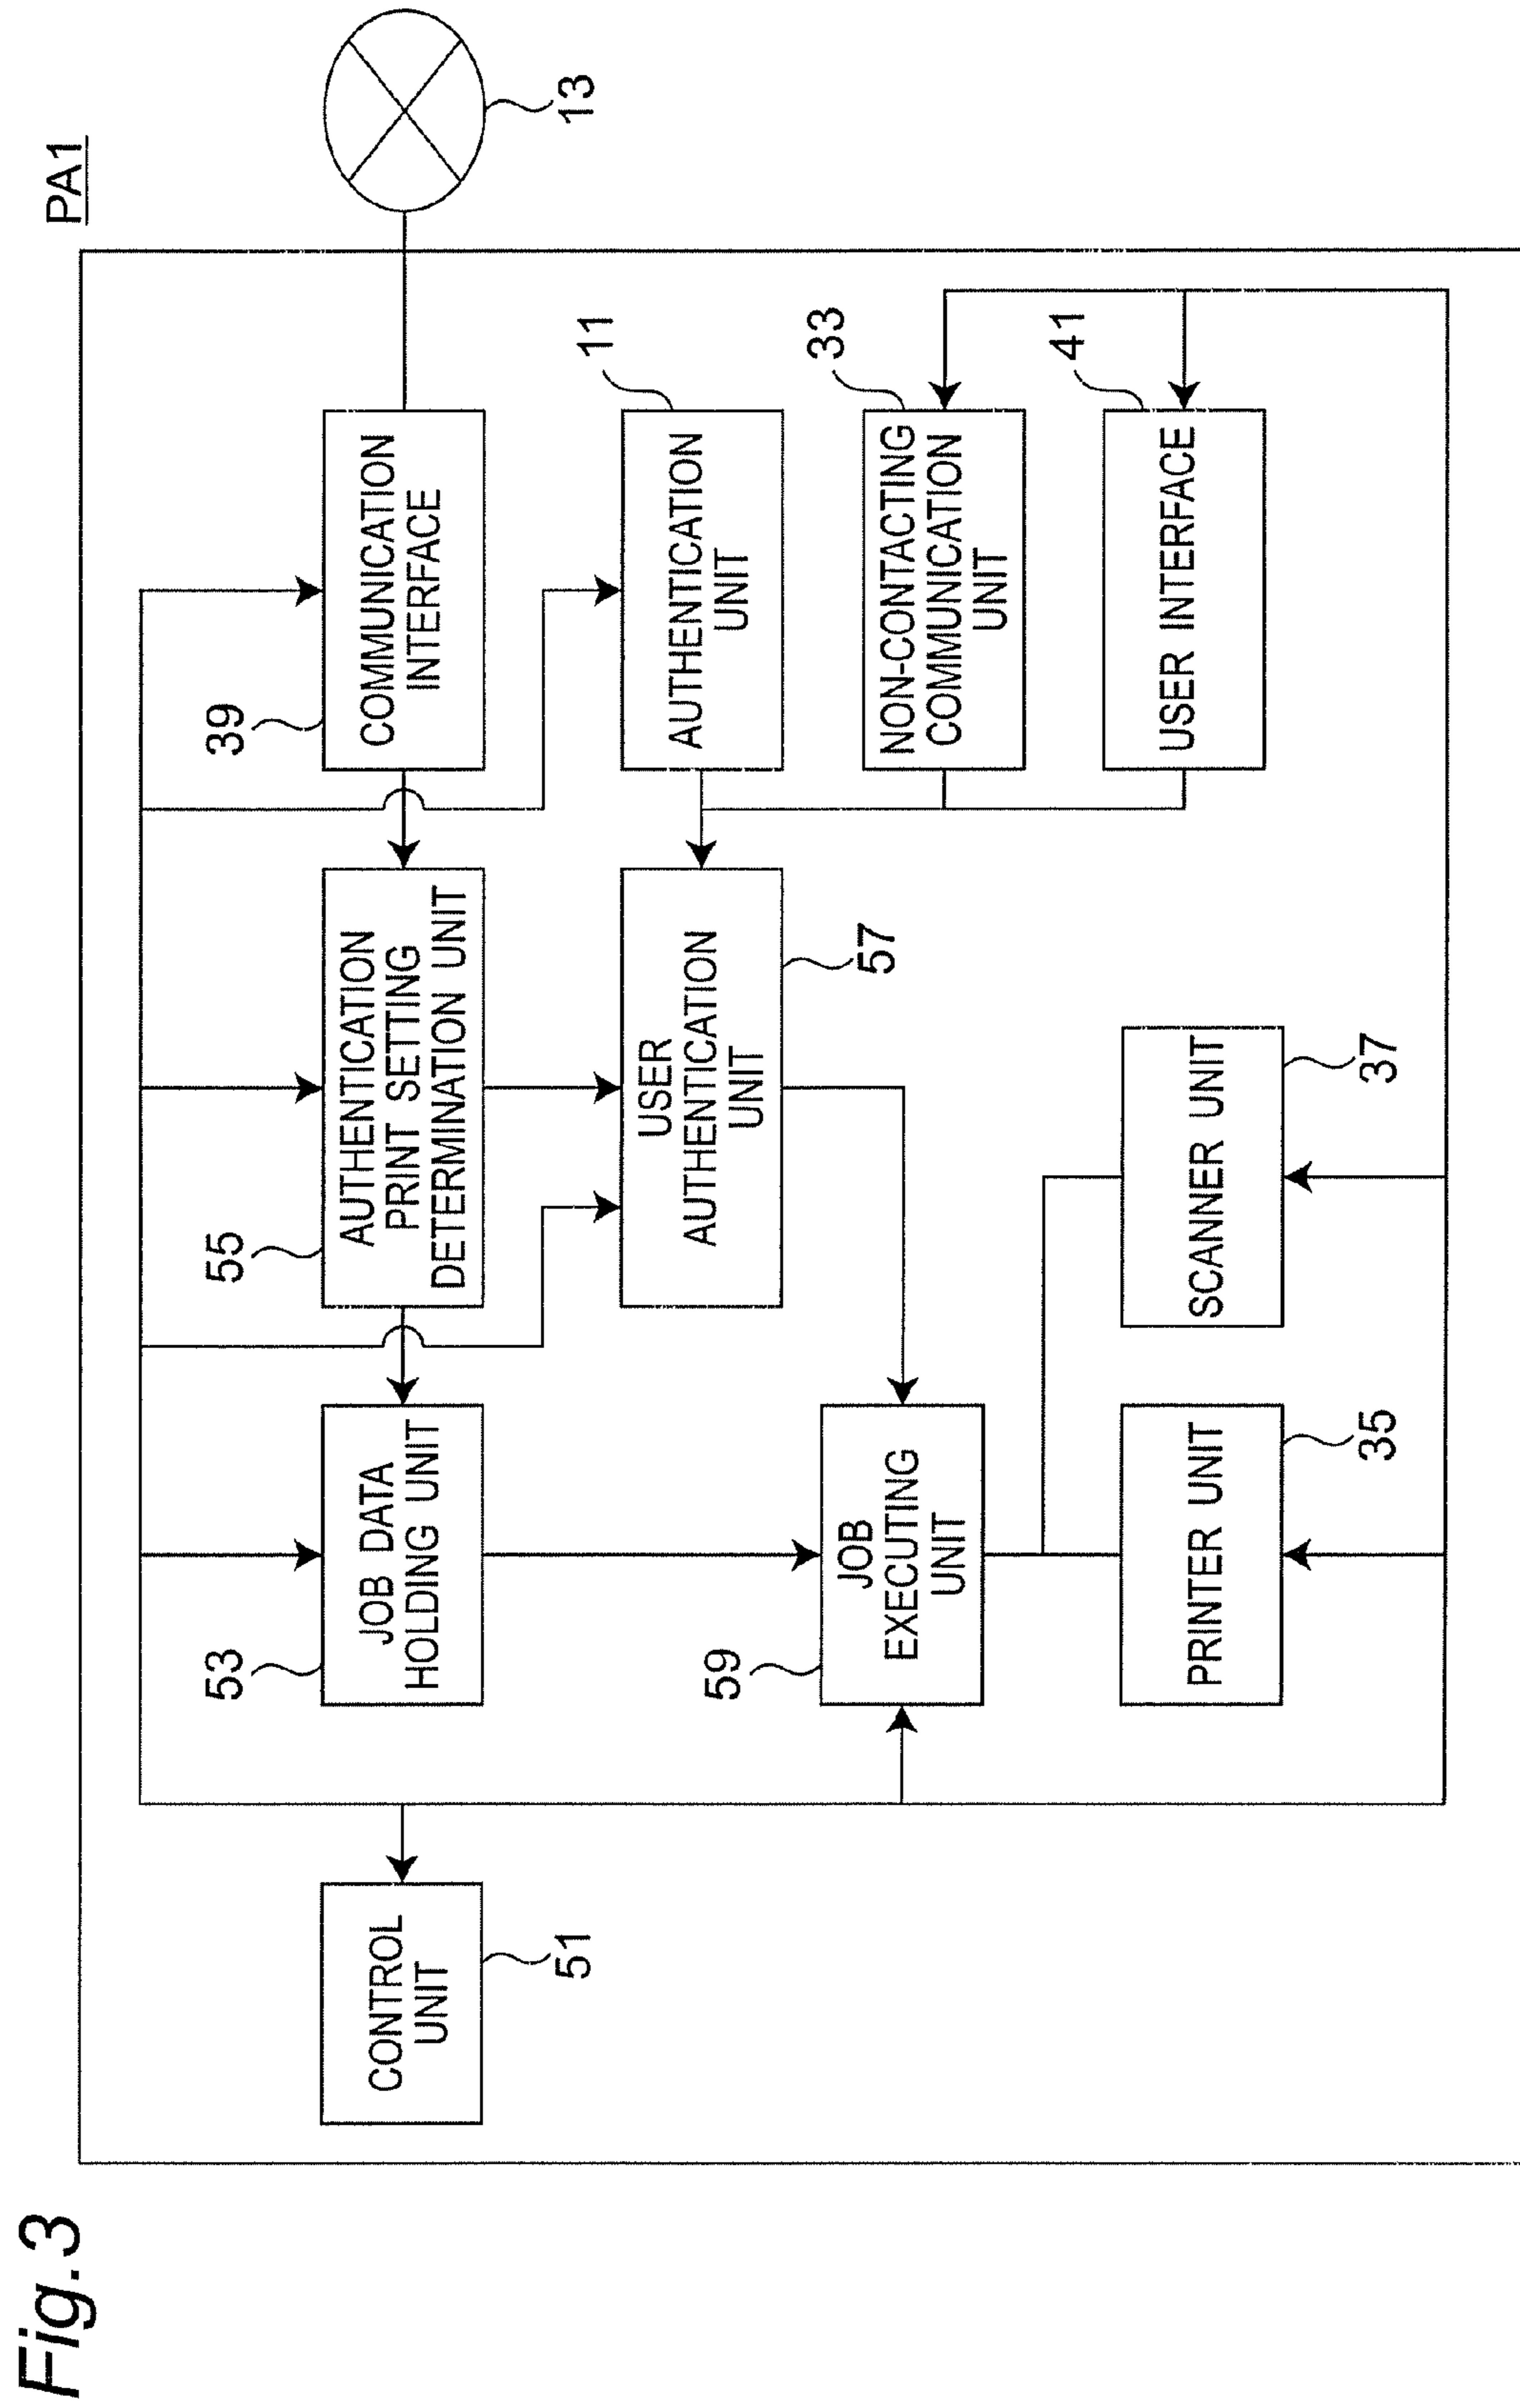 Fig.3
PA1
CONTROL
UNIT
51
53
JOB DATA
HOLDING UNIT
55
AUTHENTICATION
PRINT SETTING
DETERMINATION UNIT
39
COMMUNICATION
INTERFACE
13
USER
AUTHENTICATION
UNIT
57
AUTHENTICATION
UNIT
11
59
JOB
EXECUTING
UNIT
NON-CONTACTING
COMMUNICATION
UNIT
33
PRINTER UNIT
35
SCANNER UNIT
37
USER INTERFACE
41